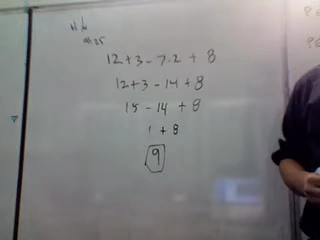 12 + 3 - 7.2 + 8
12 + 3 - 14 + 8
15 - 14 + 8
1 + 8
9